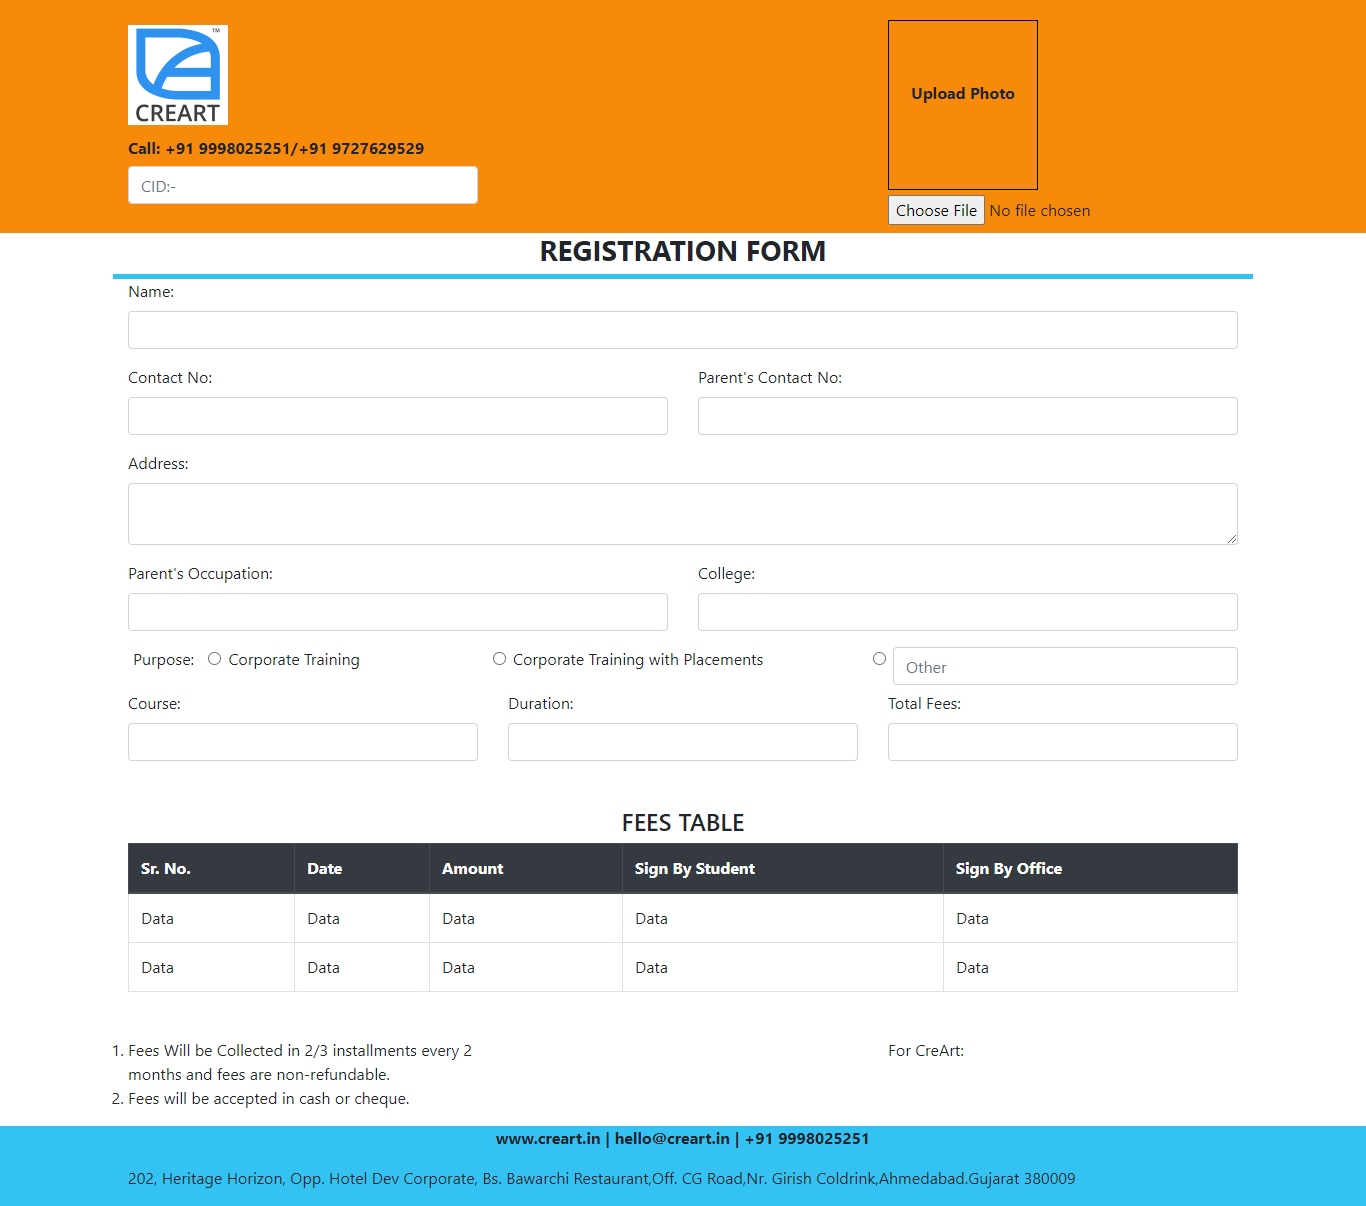 TM
CREART
Upload Photo
Call: +91 9998025251/+91 9727629529
CID:-
Choose File No file chosen
REGISTRATION FORM
Name:
Contact No: Parent's Contact No:
Address:
Parent's Occupation: College:
Purpose: Corporate Training Corporate Training with Placements Other
Course: Duration: Total Fees:
FEES TABLE
Sr. No. Date Amount Sign By Student Sign By Office
Data Data Data Data Data
Data Data Data Data Data
1. Fees Will be Collected in 2/3 installments every 2 For CreArt:
months and fees are non-refundable.
2. Fees will be accepted in cash or cheque.
www.creart.in | hello@creart.in | +91 9998025251
202, Heritage Horizon, Opp. Hotel Dev Corporate, Bs. Bawarchi Restaurant,Off. CG Road,Nr. Girish Coldrink,Ahmedabad.Gujarat 380009